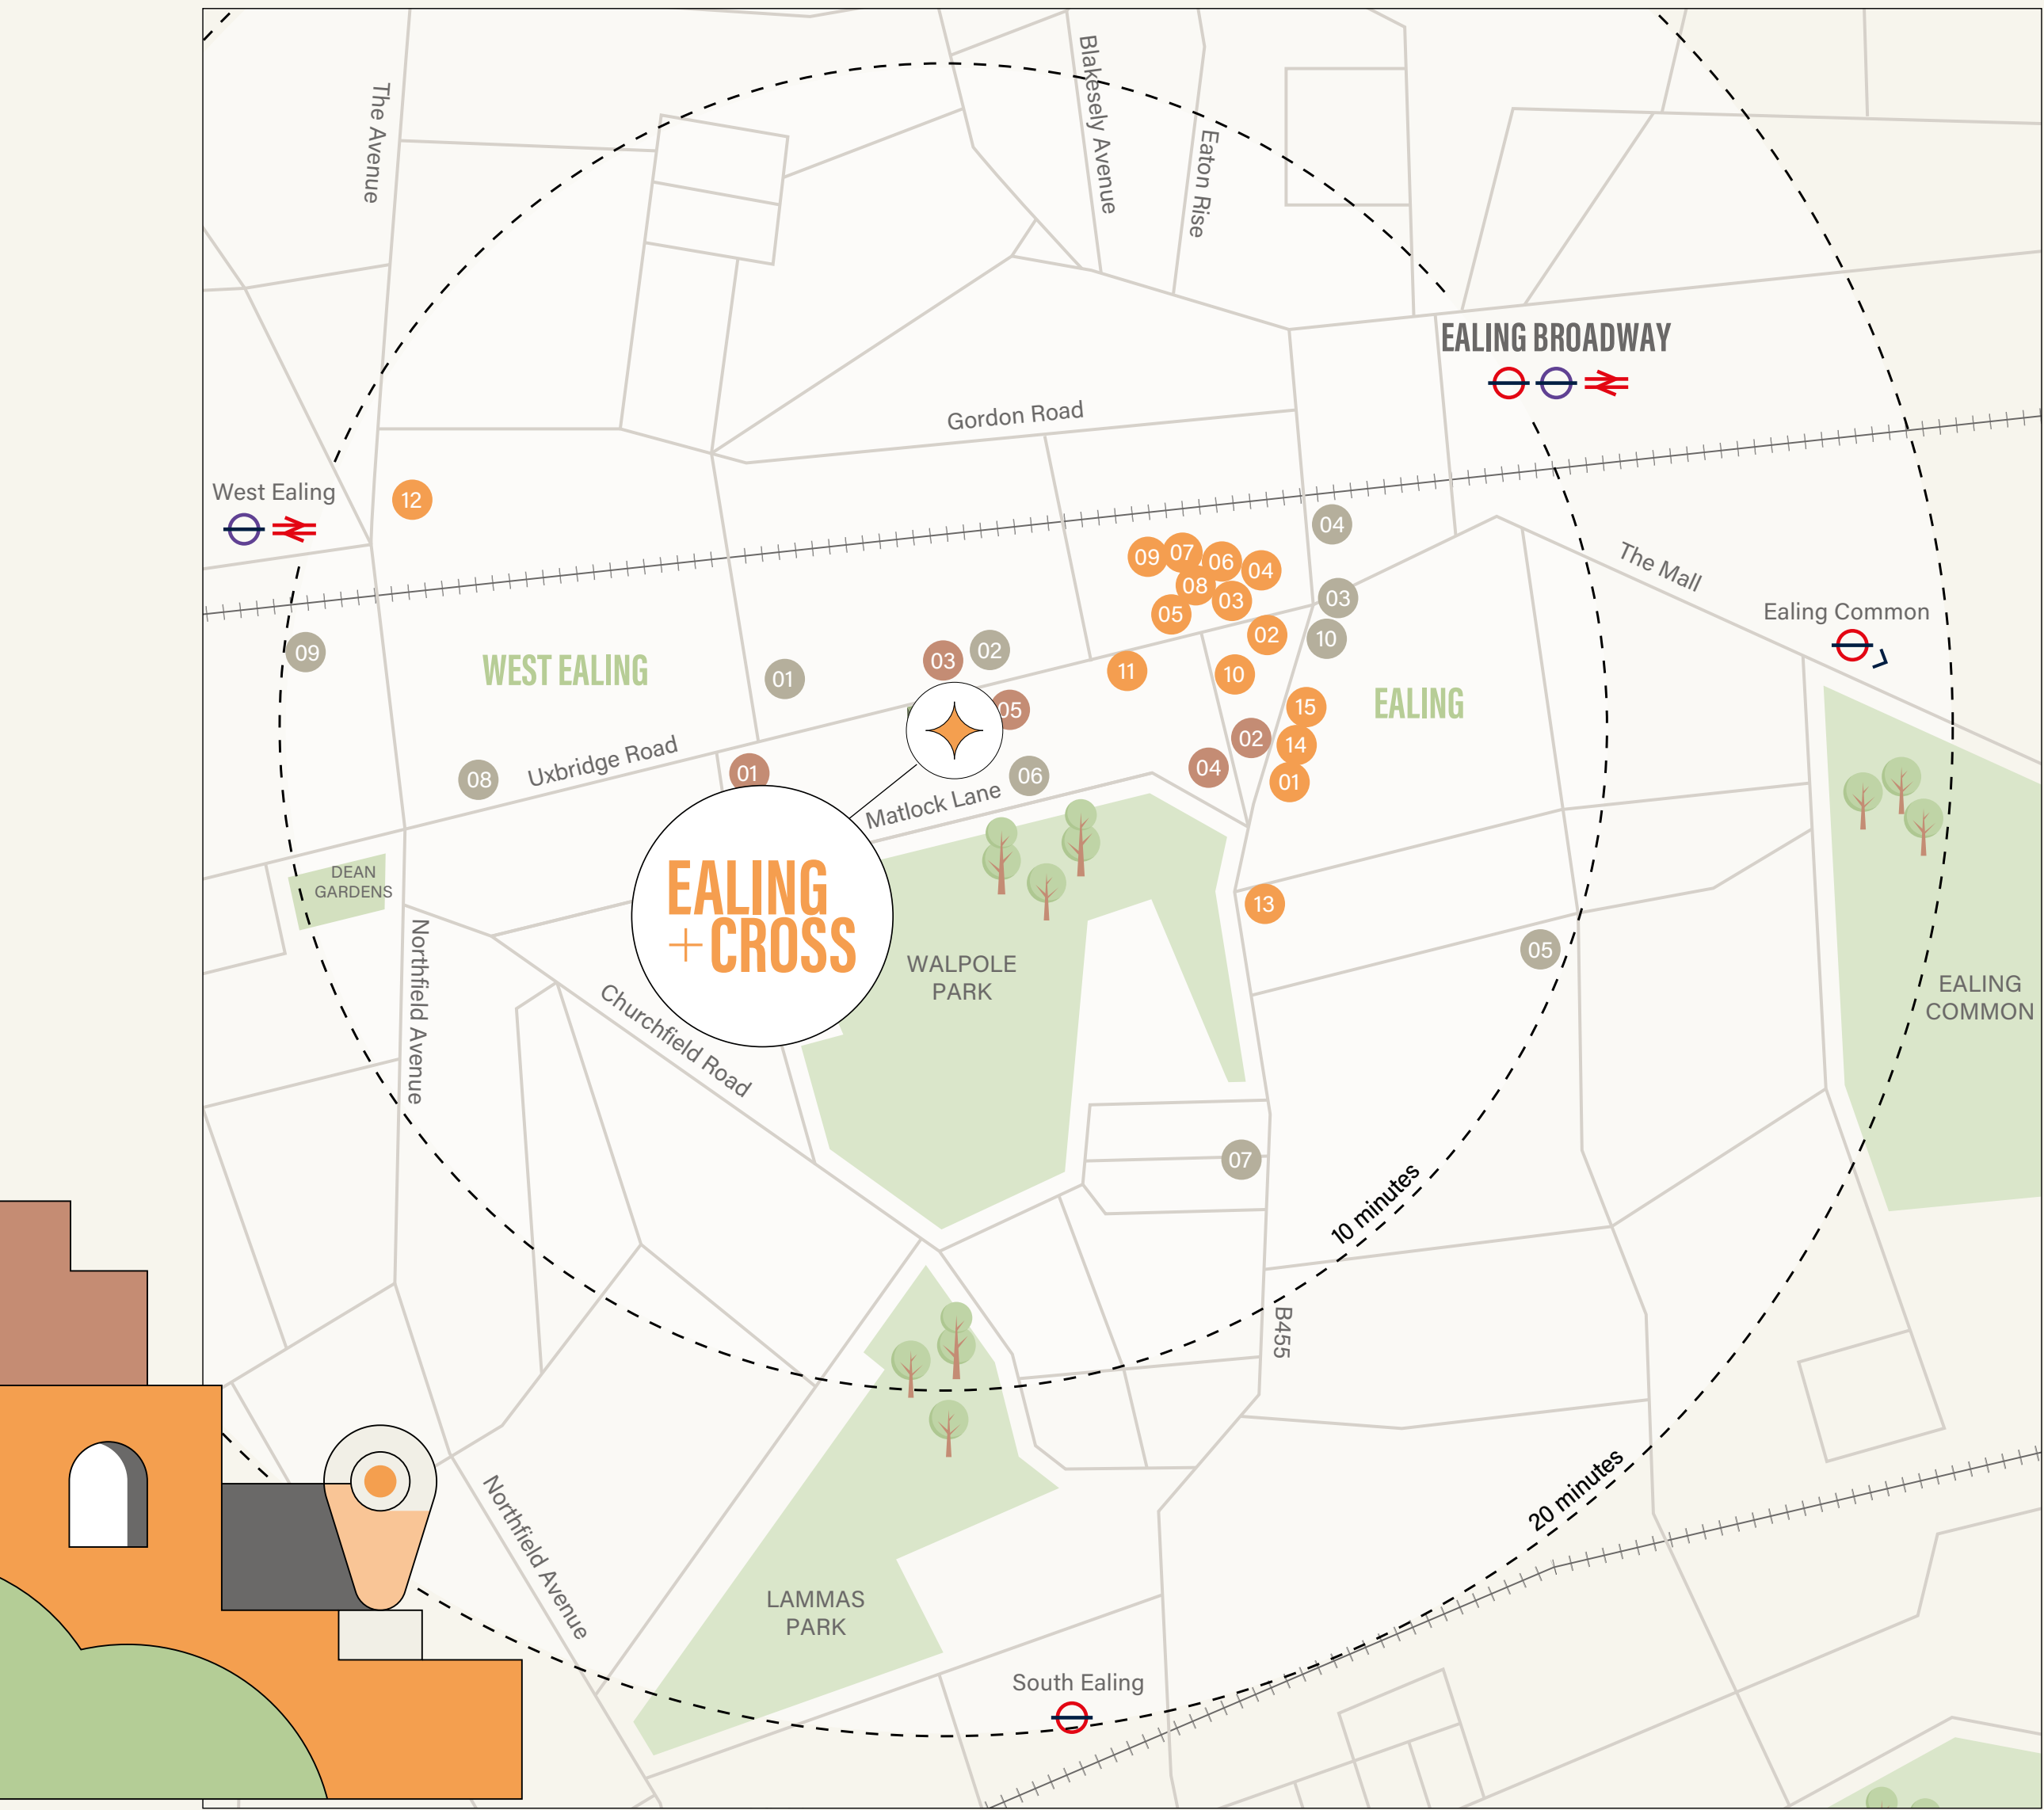 The Avenue
Blakesely Avenue
Eaton Rise
EALING BROADWAY
Gordon Road
West Ealing
12
04
09
07
06
04
08
03
05
03
The Mall
Ealing Common
02
10
09
WEST EALING
03
02
01
11
10
EALING
05
15
02
14
04
01
08
Uxbridge Road
01
06
Matlock Lane
DEAN
GARDENS
EALING
+CROSS
13
05
WALPOLE
PARK
EALING
COMMON
Northfield Avenue
Churchfield Road
07
10 minutes
B455
20 minutes
Northfield Avenue
LAMMAS
PARK
South Ealing